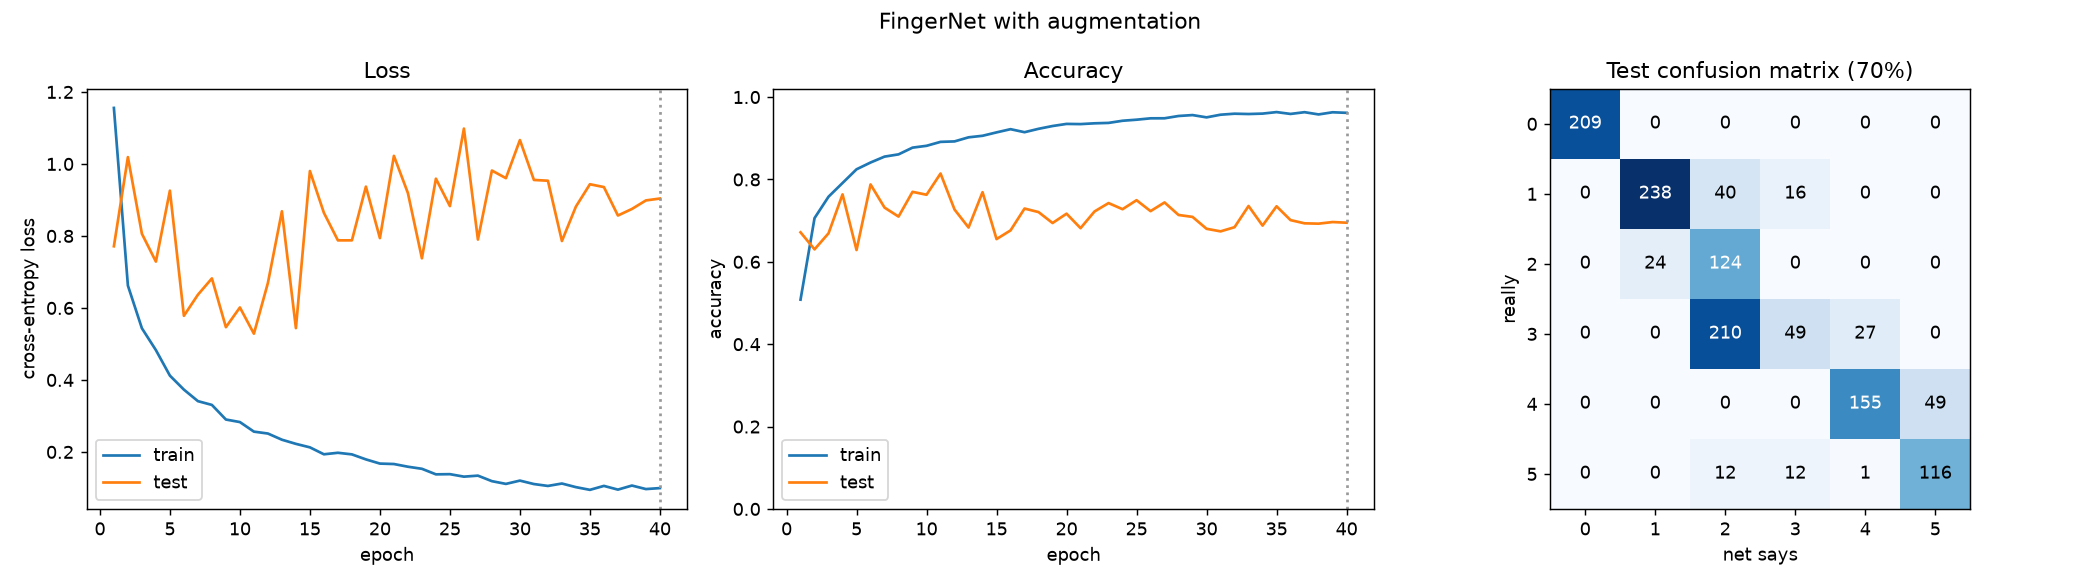 FingerNet with augmentation
Loss
cross-entropy loss
1.2
1.0
0.8
0.6
0.4
0.2
train
test
0 5 10 15 20 25 30 35 40
epoch
Accuracy
accuracy
1.0
0.8
0.6
0.4
0.2
0.0
train
test
0 5 10 15 20 25 30 35 40
epoch
Test confusion matrix (70%)
really
0 209 0 0 0 0 0
1 0 238 40 16 0 0
2 0 24 124 0 0 0
3 0 0 210 49 27 0
4 0 0 0 0 155 49
5 0 0 12 12 1 116
0 1 2 3 4 5
net says